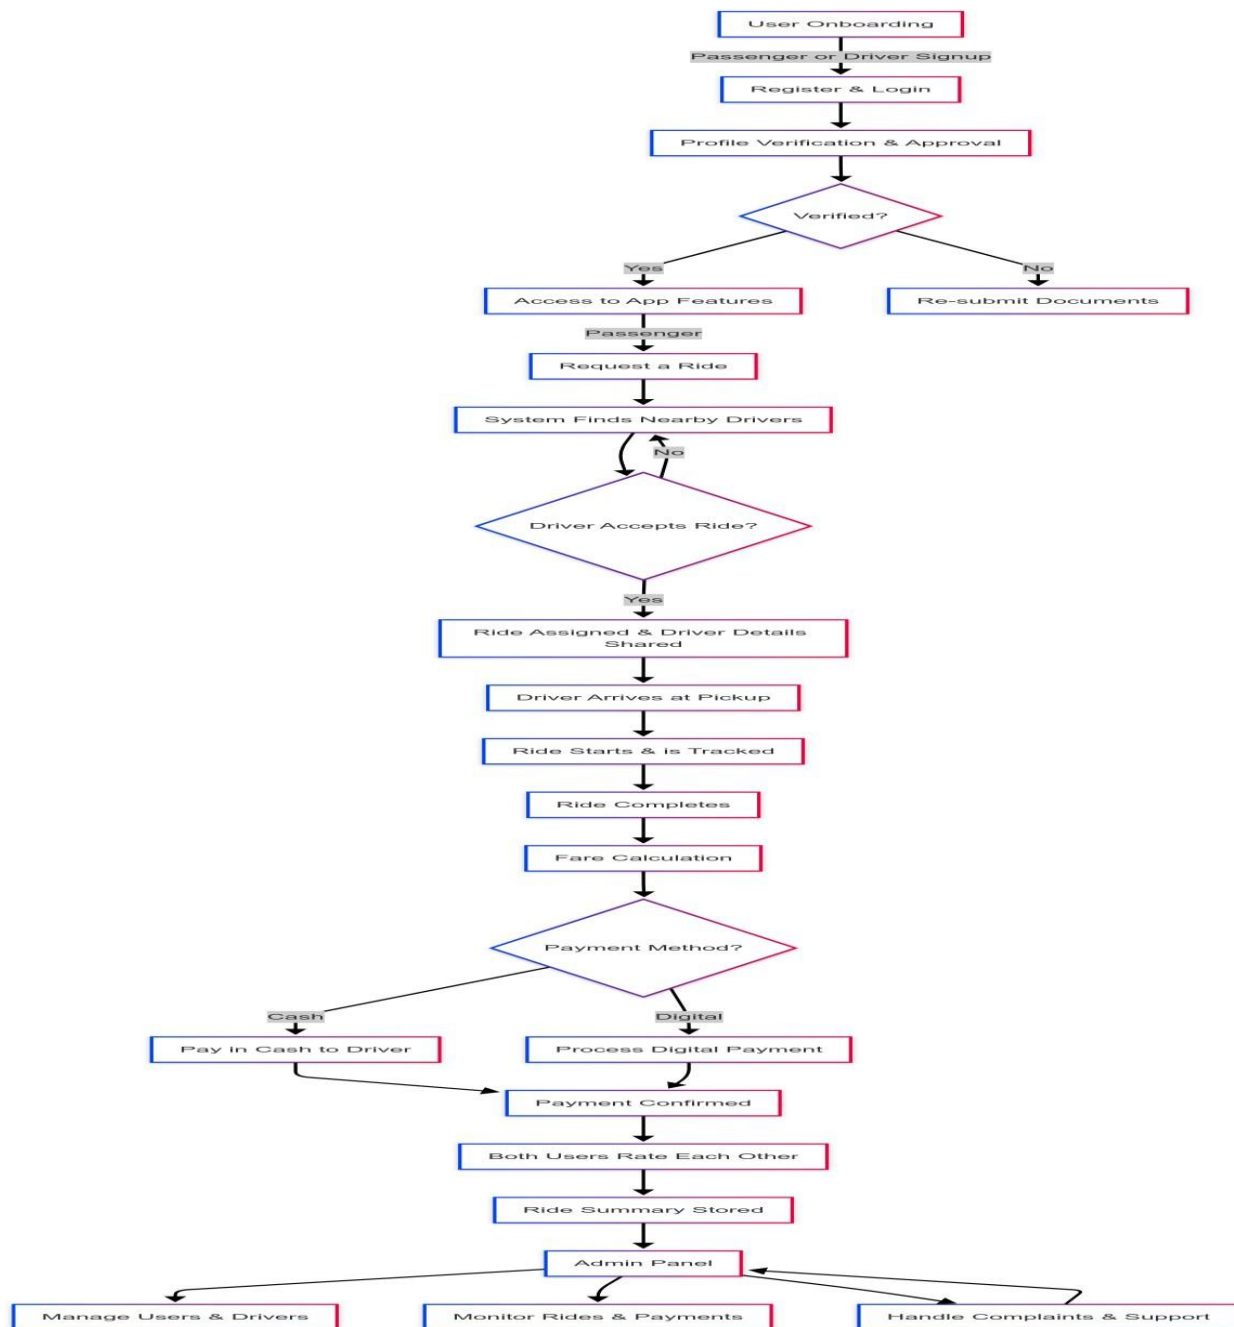 User Onboarding
Passenger or Driver Signup
Register & Login
Profile Verification & Approval
Verified?
Yes
No
Access to App Features
Re-submit Documents
Passenger
Request a Ride
System Finds Nearby Drivers
No
Driver Accepts Ride?
Yes
Ride Assigned & Driver Details
Shared
Driver Arrives at Pickup
Ride Starts & is Tracked
Ride Completes
Fare Calculation
Payment Method?
Cash
Digital
Pay in Cash to Driver
Process Digital Payment
Payment Confirmed
Both Users Rate Each Other
Ride Summary Stored
Admin Panel
Manage Users & Drivers
Monitor Rides & Payments
Handle Complaints & Support